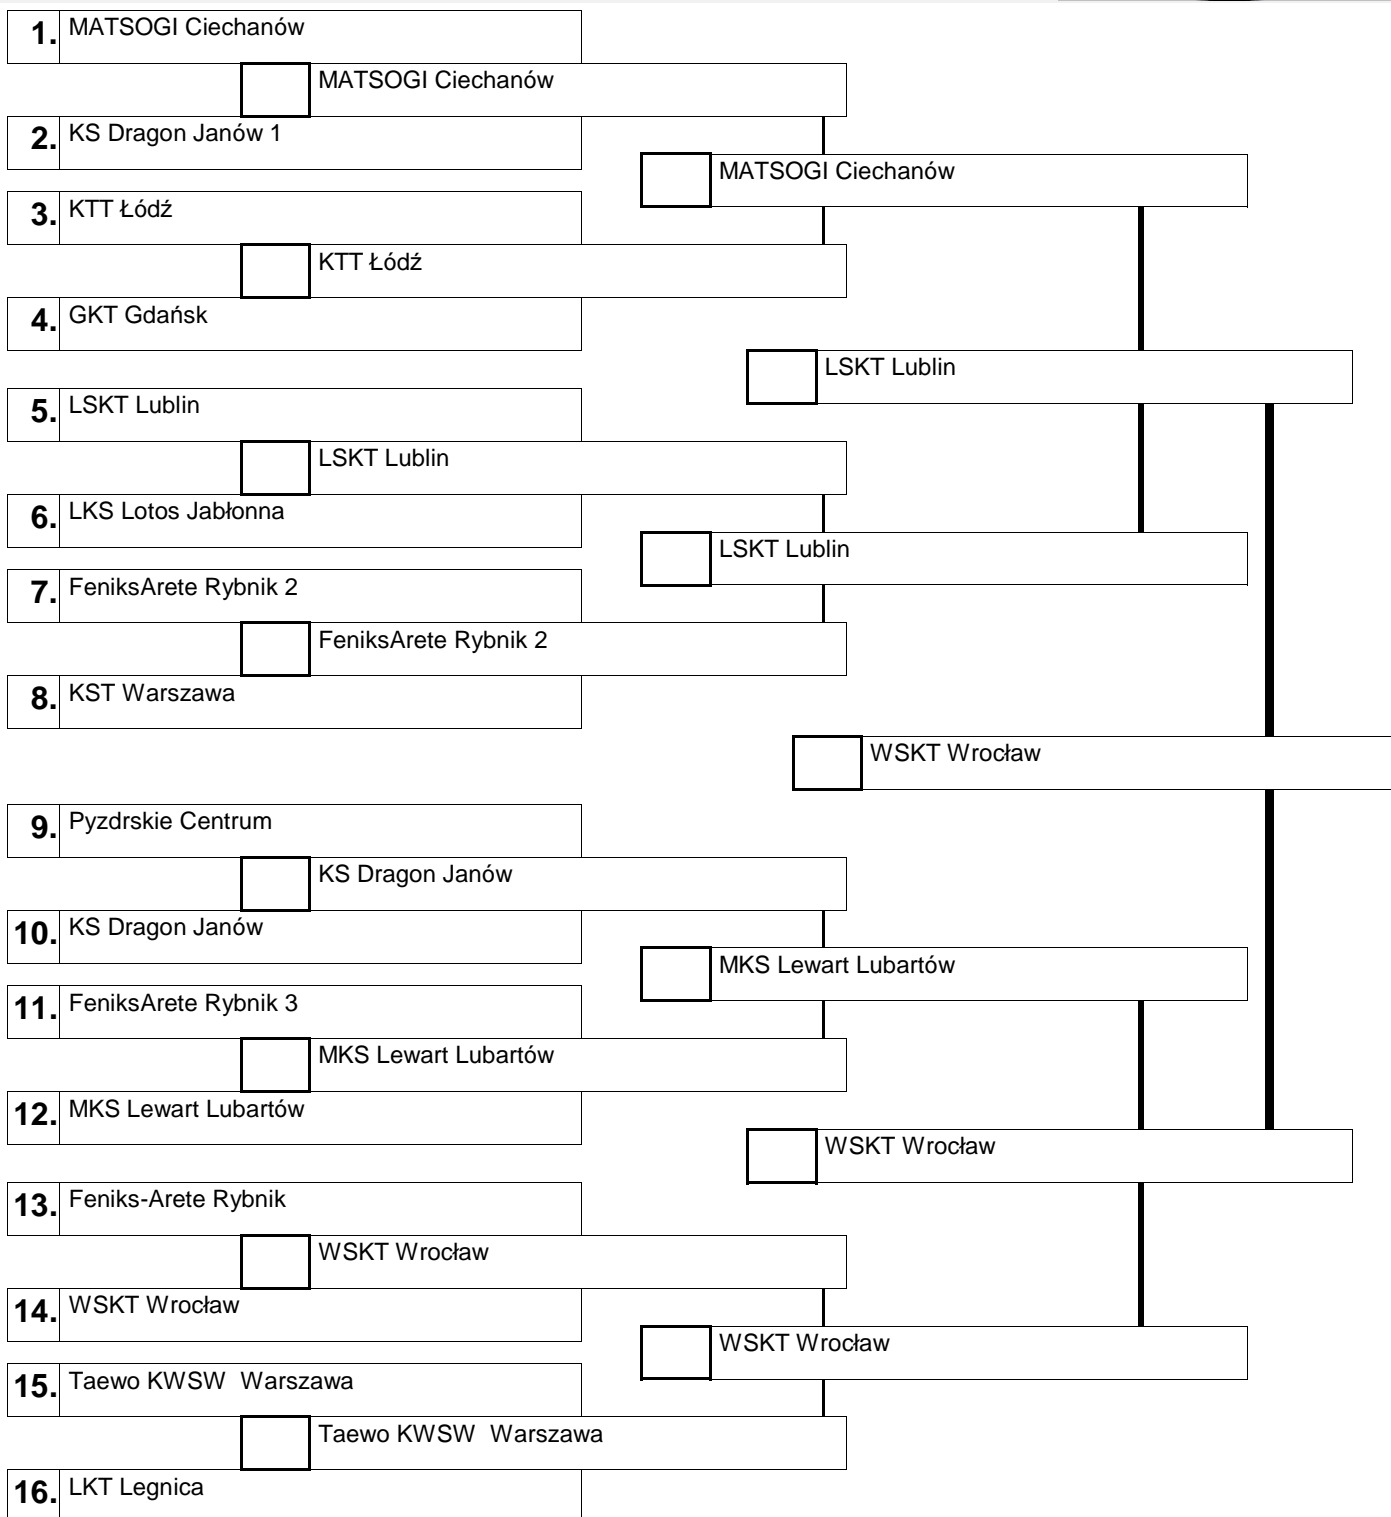 1. MATSOGI Ciechanów
MATSOGI Ciechanów
2. KS Dragon Janów 1
MATSOGI Ciechanów
3. KTT Łódź
KTT Łódź
4. GKT Gdańsk
LSKT Lublin
5. LSKT Lublin
LSKT Lublin
6. LKS Lotos Jabłonna
LSKT Lublin
7. FeniksArete Rybnik 2
FeniksArete Rybnik 2
8. KST Warszawa
WSKT Wrocław
9. Pyzdrskie Centrum
KS Dragon Janów
10. KS Dragon Janów
MKS Lewart Lubartów
11. FeniksArete Rybnik 3
MKS Lewart Lubartów
12. MKS Lewart Lubartów
WSKT Wrocław
13. Feniks-Arete Rybnik
WSKT Wrocław
14. WSKT Wrocław
WSKT Wrocław
15. Taewo KWSW  Warszawa
Taewo KWSW  Warszawa
16. LKT Legnica